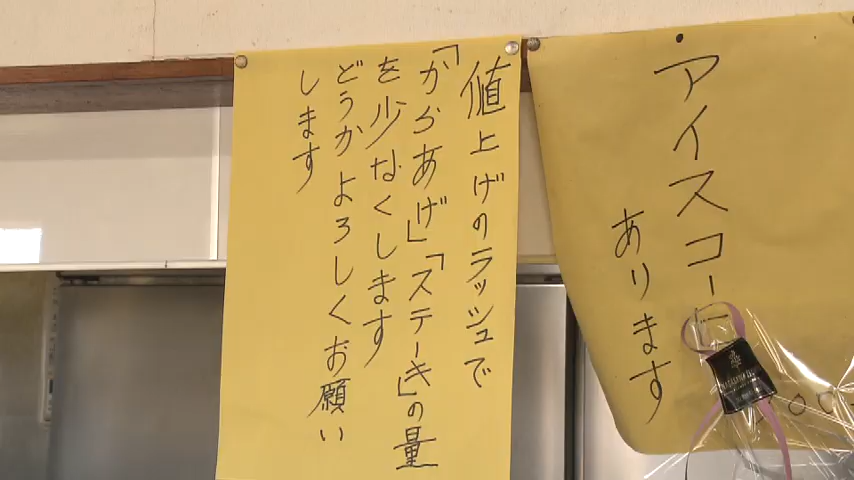 値上げのラッシュで
「からあげ」「ステーキ」の量
を少なくします
どうかよろしくお願い
します
アイスコー
あります